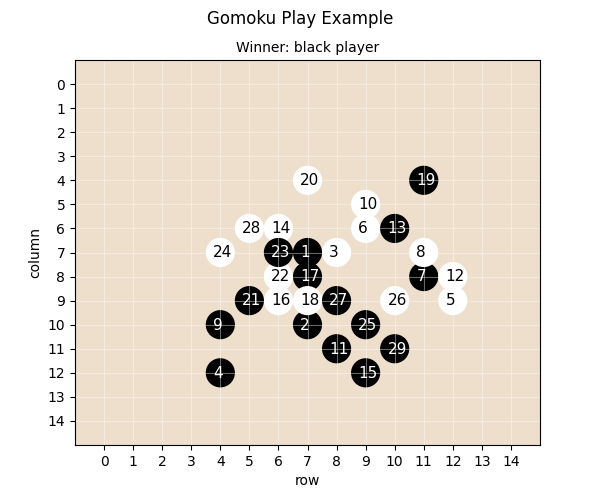 Gomoku Play Example
Winner: black player
0
1
2
3
4 20 19
5 10
6 28 14 6 13
7 24 23 1 3 8
8 22 17 7 12
9 21 16 18 27 26 5
10 9 2 25
11 11 29
12 4 15
13
14
column
0 1 2 3 4 5 6 7 8 9 10 11 12 13 14
row